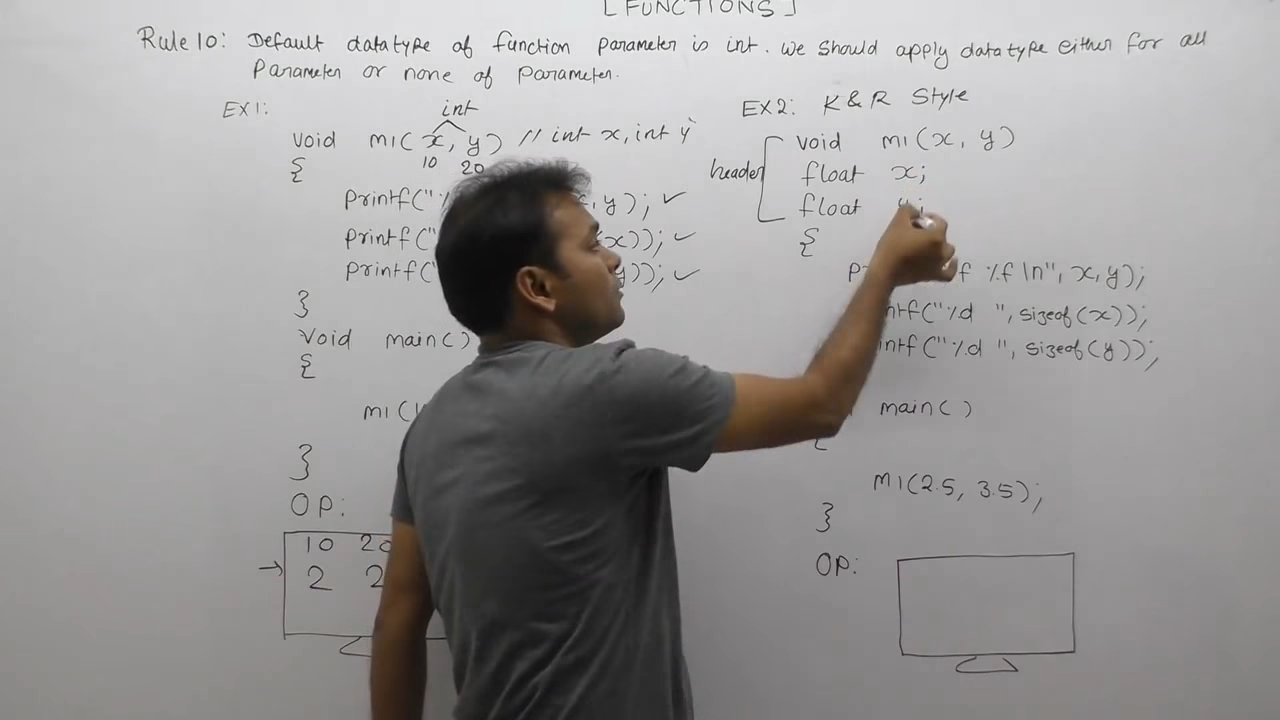 [FUNCTIONS]
Rule 10: Default datatype of function parameter is int. We should apply datatype either for all
Parameter or none of parameter.
EX1:
int
void m1(x, y) // int x, int y
10 20
{
printf("% ,y); ✓
printf(" (x)); ✓
printf(" y)); ✓
}
void main()
{
m1(1
}
OP:
→ 10 20
2 2
EX2: K&R Style
header
void m1(x, y)
float x;
float y;
{
P f %f \n", x, y);
ntf("%d ", sizeof(x));
intf("%d ", sizeof(y));
main()
{
m1(2.5, 3.5);
}
OP: